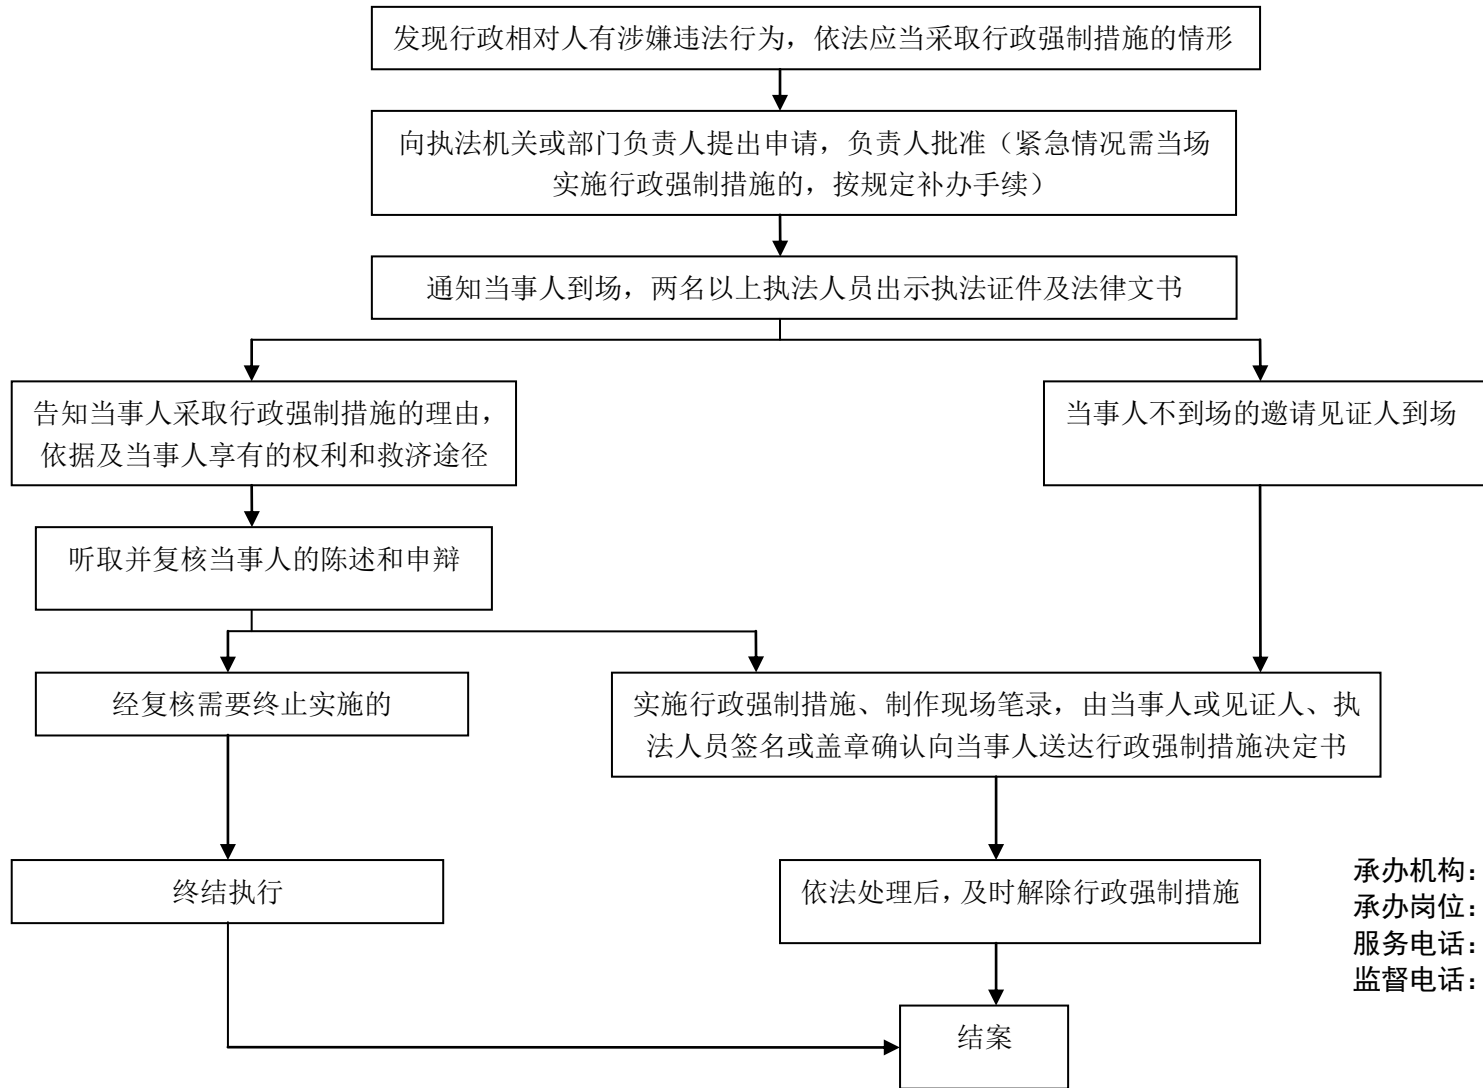 发现行政相对人有涉嫌违法行为，依法应当采取行政强制措施的情形
向执法机关或部门负责人提出申请，负责人批准（紧急情况需当场
实施行政强制措施的，按规定补办手续）
通知当事人到场，两名以上执法人员出示执法证件及法律文书
告知当事人采取行政强制措施的理由，
依据及当事人享有的权利和救济途径
当事人不到场的邀请见证人到场
听取并复核当事人的陈述和申辩
经复核需要终止实施的
实施行政强制措施、制作现场笔录，由当事人或见证人、执
法人员签名或盖章确认向当事人送达行政强制措施决定书
终结执行
依法处理后，及时解除行政强制措施
承办机构：
承办岗位：
服务电话：
监督电话：
结案